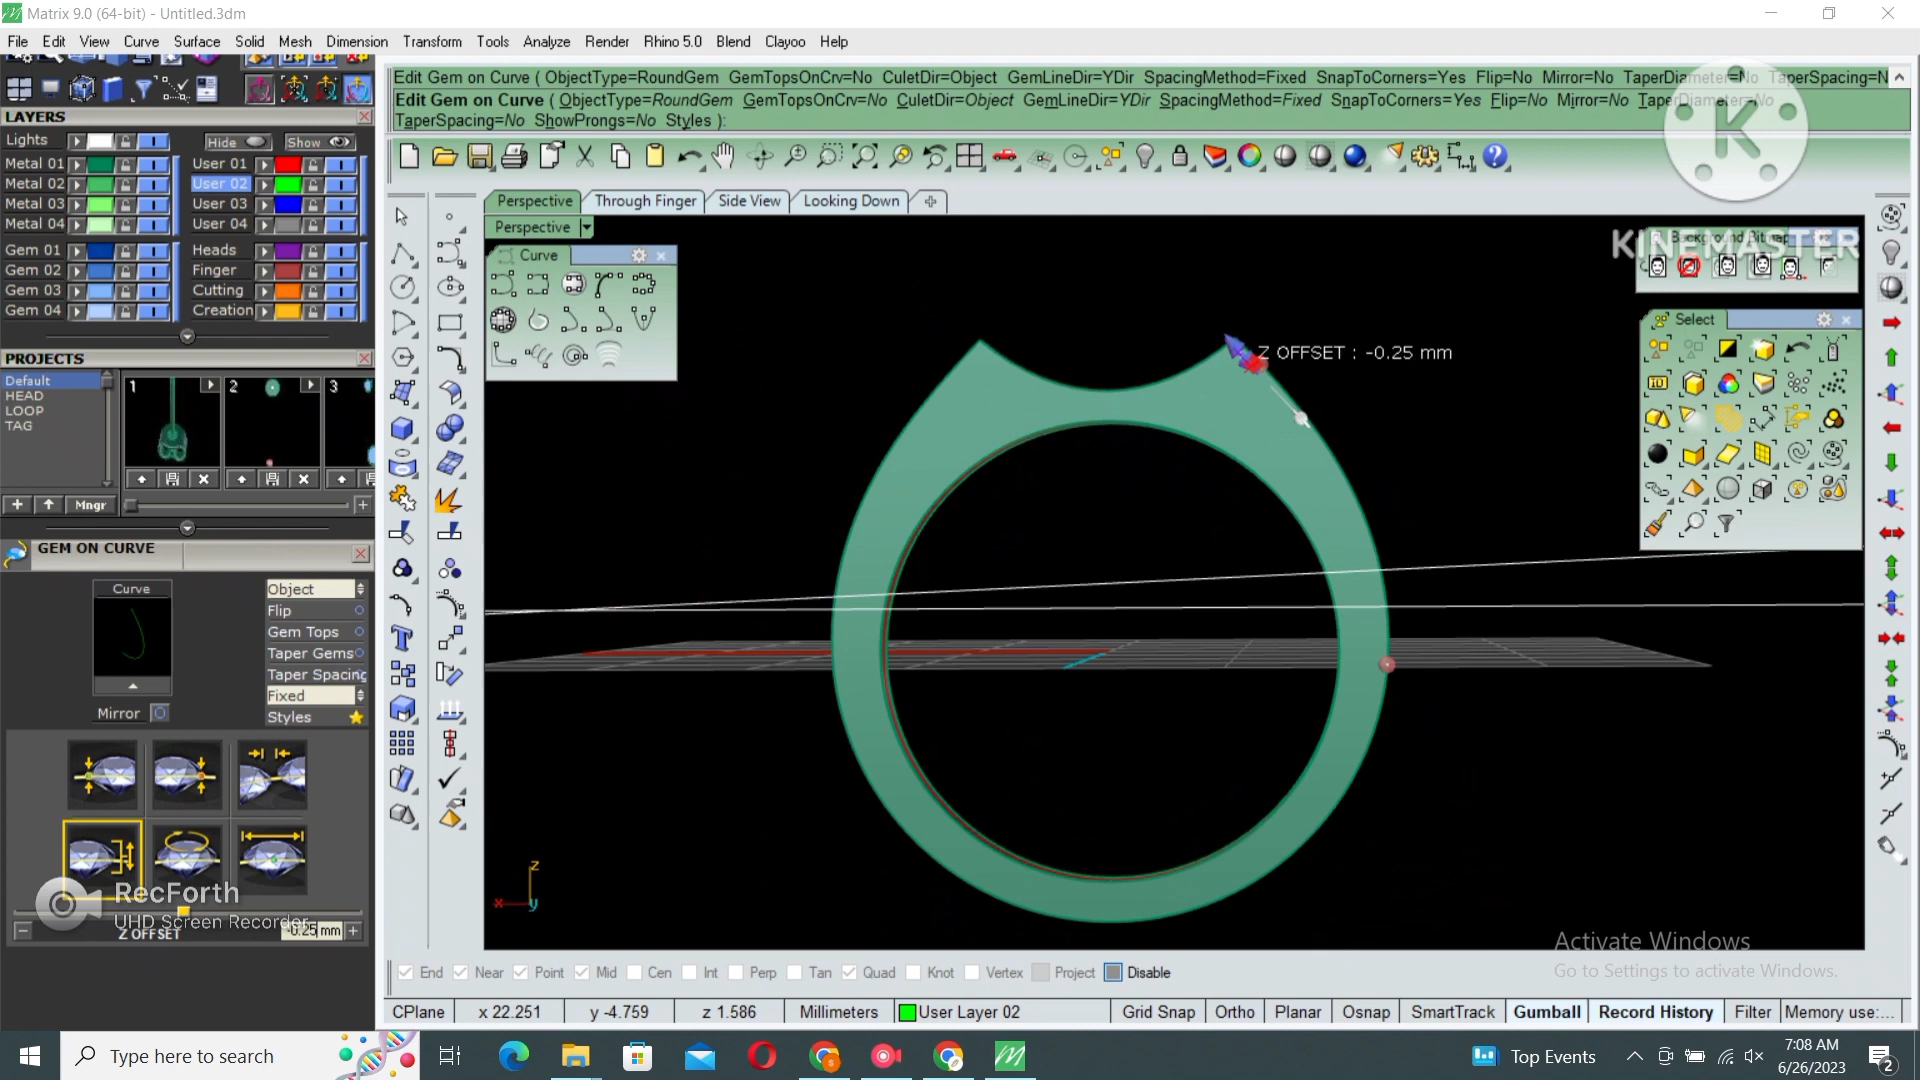 Matrix 9.0 (64-bit) - Untitled.3dm
File Edit View Curve Surface Solid Mesh Dimension Transform Tools Analyze Render Rhino 5.0 Blend Clayoo Help
Edit Gem on Curve ( ObjectType=RoundGem GemTopsOnCrv=No CuletDir=Object GemLineDir=YDir SpacingMethod=Fixed SnapToCorners=Yes Flip=No Mirror=No TaperDiameter=No TaperSpacing=N
Edit Gem on Curve ( ObjectType=RoundGem GemTopsOnCrv=No CuletDir=Object GemLineDir=YDir SpacingMethod=Fixed SnapToCorners=Yes Flip=No Mirror=No TaperDiameter=No
TaperSpacing=No ShowProngs=No Styles ):
LAYERS
Lights Hide Show
Metal 01 User 01
Metal 02 User 02
Metal 03 User 03
Metal 04 User 04
Gem 01 Heads
Gem 02 Finger
Gem 03 Cutting
Gem 04 Creation
PROJECTS
Default
HEAD
LOOP
TAG
1 2 3
Mngr
GEM ON CURVE
Curve
Object
Flip
Gem Tops
Taper Gems
Taper Spacing
Fixed
Styles
Mirror
RecForth
UHD Screen Recorder
Z OFFSET -0.25 mm
Perspective Through Finger Side View Looking Down
Perspective
Curve
K
KINEMASTER
Background Bitmap
Select
Z OFFSET : -0.25 mm
z
x y
Activate Windows
Go to Settings to activate Windows.
End Near Point Mid Cen Int Perp Tan Quad Knot Vertex Project Disable
CPlane x 22.251 y -4.759 z 1.586 Millimeters User Layer 02 Grid Snap Ortho Planar Osnap SmartTrack Gumball Record History Filter Memory use:...
Type here to search
Top Events
7:08 AM
6/26/2023
2